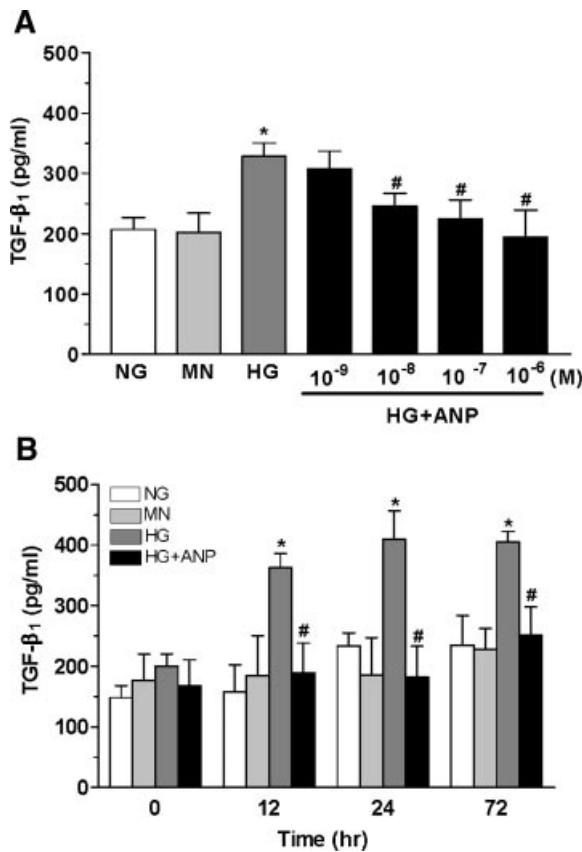 A
TGF-β₁ (pg/ml)
500
400
300
200
100
0
*
#
#
#
NG MN HG 10⁻⁹ 10⁻⁸ 10⁻⁷ 10⁻⁶ (M)
HG+ANP
B
TGF-β₁ (pg/ml)
500
400
300
200
100
0
NG
MN
HG
HG+ANP
* * *
# # #
0 12 24 72
Time (hr)